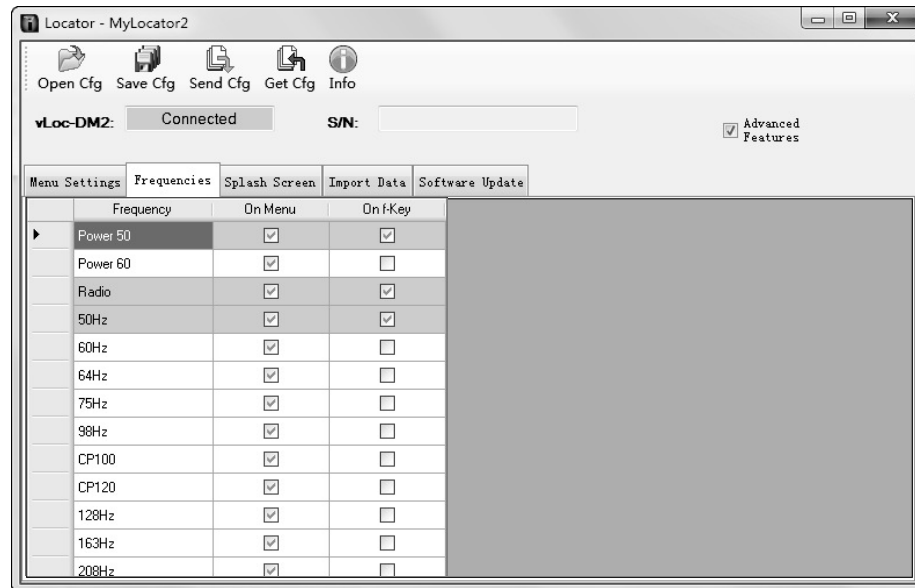 Locator - MyLocator2
Open Cfg Save Cfg Send Cfg Get Cfg Info
vLoc-DM2: Connected S/N: Advanced Features
Menu Settings Frequencies Splash Screen Import Data Software Update
Frequency On Menu On f-Key
Power 50
Power 60
Radio
50Hz
60Hz
64Hz
75Hz
98Hz
CP100
CP120
128Hz
163Hz
208Hz